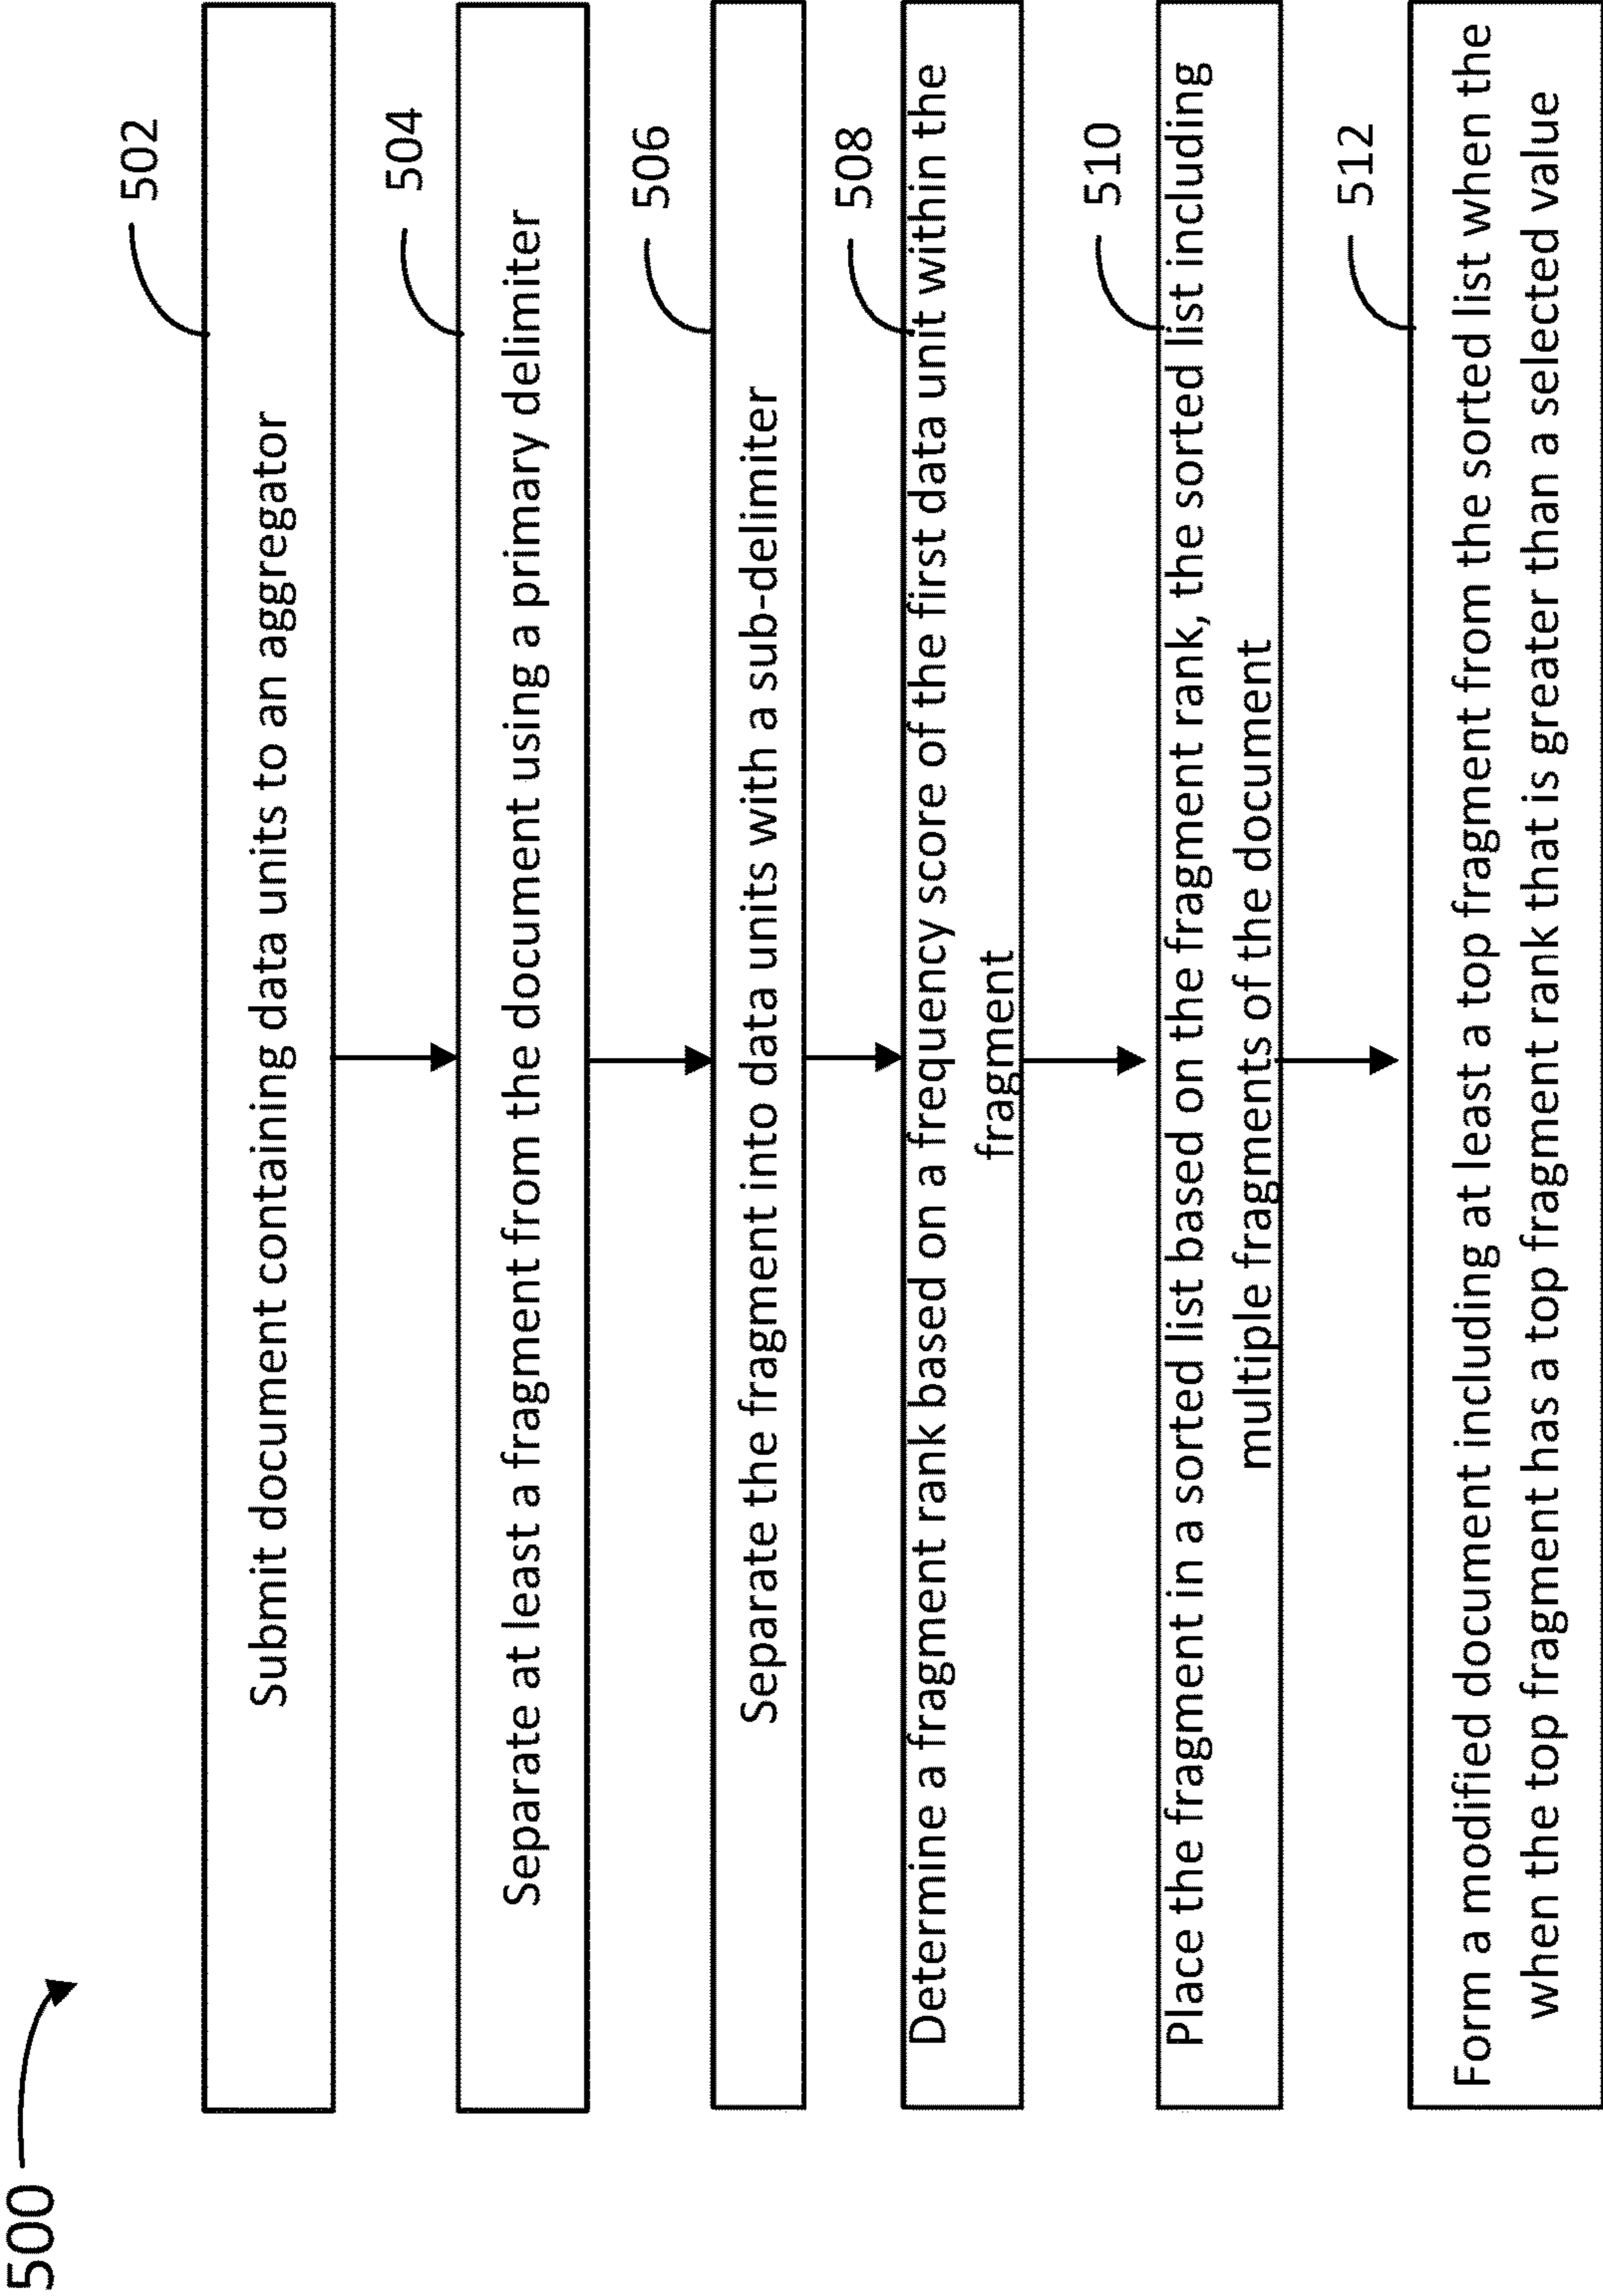 500
502
Submit document containing data units to an aggregator
504
Separate at least a fragment from the document using a primary delimiter
506
Separate the fragment into data units with a sub-delimiter
508
Determine a fragment rank based on a frequency score of the first data unit within the
fragment
510
Place the fragment in a sorted list based on the fragment rank, the sorted list including
multiple fragments of the document
512
Form a modified document including at least a top fragment from the sorted list when the
when the top fragment has a top fragment rank that is greater than a selected value